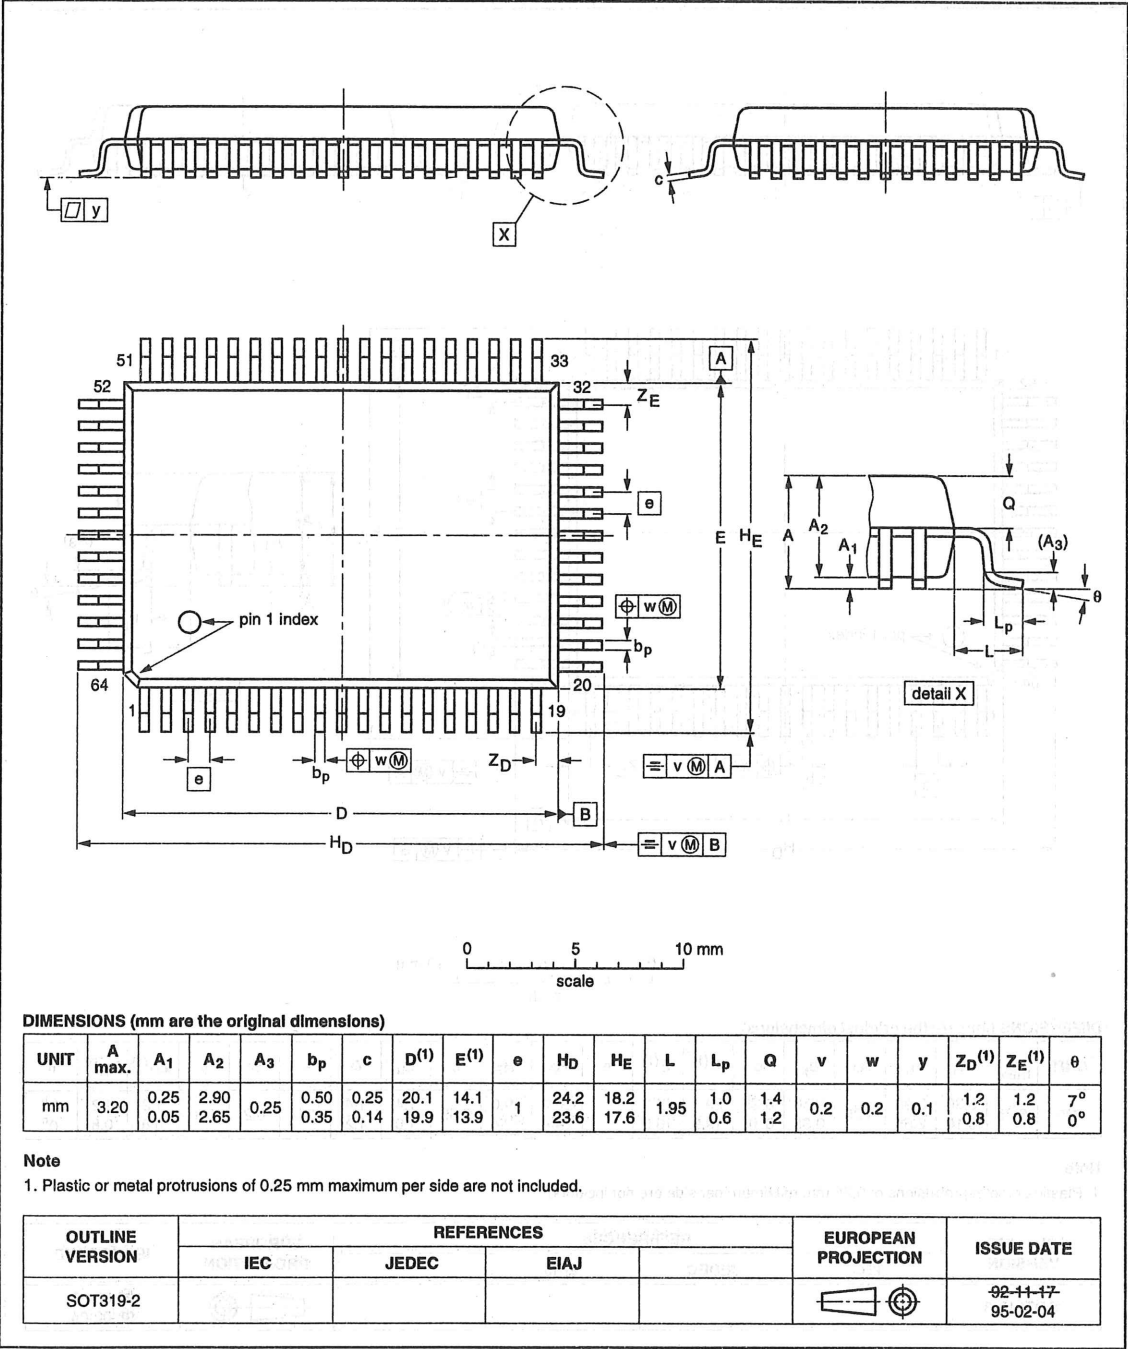 y
X
c
51
33
A
52
32
ZE
e
E
HE
A
A2
A1
Q
(A3)
θ
Lp
L
detail X
w M
bp
pin 1 index
64
20
1
19
e
bp
w M
ZD
v M A
D
B
HD
v M B
0 5 10 mm
scale
DIMENSIONS (mm are the original dimensions)
UNIT A max. A1 A2 A3 bp c D(1) E(1) e HD HE L Lp Q v w y ZD(1) ZE(1) θ
mm 3.20 0.25 0.05 2.90 2.65 0.25 0.50 0.35 0.25 0.14 20.1 19.9 14.1 13.9 1 24.2 23.6 18.2 17.6 1.95 1.0 0.6 1.4 1.2 0.2 0.2 0.1 1.2 0.8 1.2 0.8 7° 0°
Note
1. Plastic or metal protrusions of 0.25 mm maximum per side are not included.
OUTLINE VERSION
REFERENCES
EUROPEAN PROJECTION
ISSUE DATE
IEC JEDEC EIAJ
SOT319-2
92-11-17
95-02-04